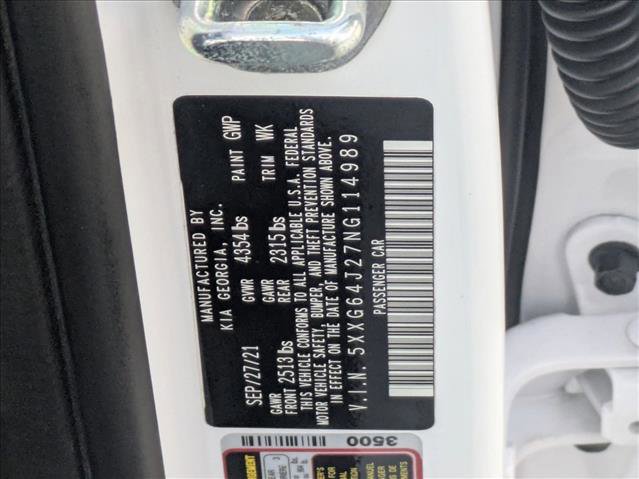 MANUFACTURED BY
KIA GEORGIA, INC.
SEP/27/21 GVWR 4354 lbs PAINT GWP
GAWR FRONT 2513 lbs GAWR REAR 2315 lbs TRIM WK
THIS VEHICLE CONFORMS TO ALL APPLICABLE U.S.A. FEDERAL
MOTOR VEHICLE SAFETY, BUMPER, AND THEFT PREVENTION STANDARDS
IN EFFECT ON THE DATE OF MANUFACTURE SHOWN ABOVE.
V.I.N. 5XXG64J27NG114989
PASSENGER CAR
3500